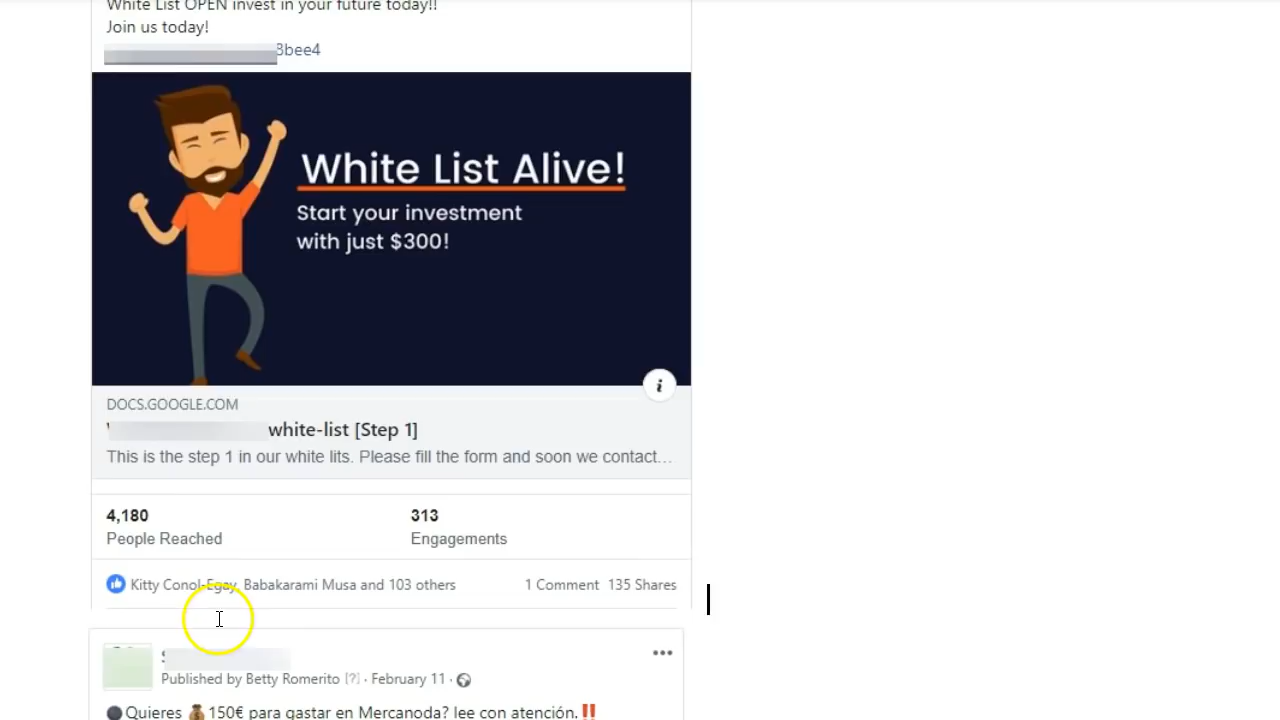 White List OPEN invest in your future today!!
Join us today!
3bee4
White List Alive!
Start your investment
with just $300!
i
DOCS.GOOGLE.COM
white-list [Step 1]
This is the step 1 in our white lits. Please fill the form and soon we contact...
4,180 313
People Reached Engagements
Kitty Conol-Egay, Babakarami Musa and 103 others 1 Comment 135 Shares
Published by Betty Romerito [?] · February 11 ·
Quieres 💰150€ para gastar en Mercanoda? lee con atención.‼️